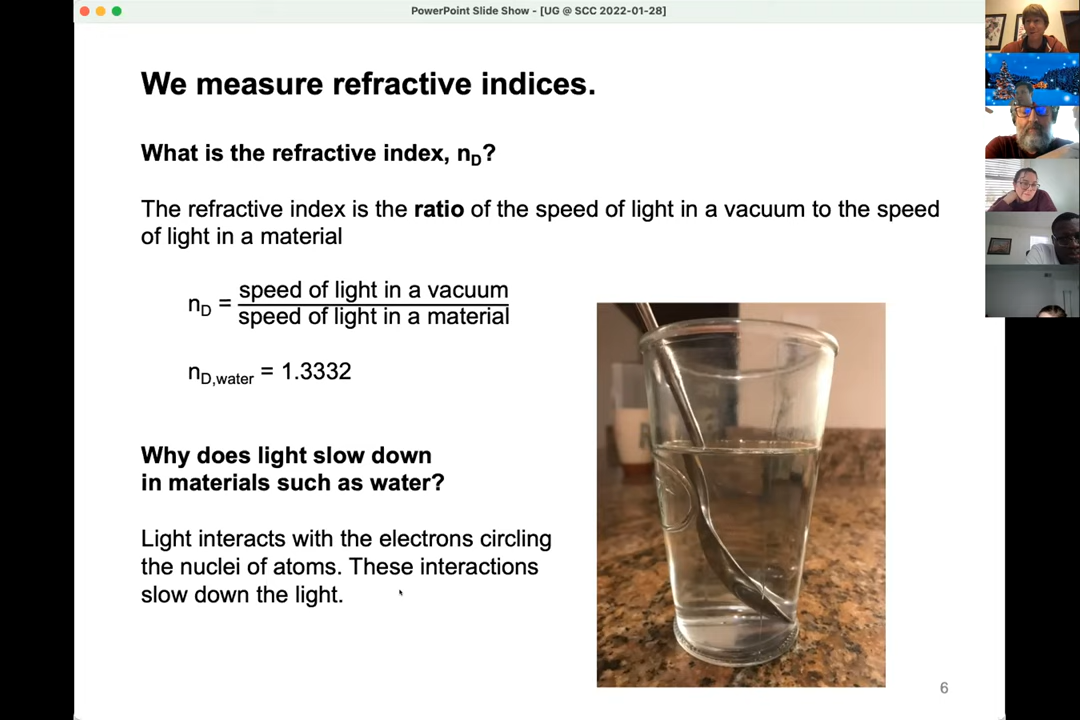 PowerPoint Slide Show - [UG @ SCC 2022-01-28]
We measure refractive indices.
What is the refractive index, nD?
The refractive index is the ratio of the speed of light in a vacuum to the speed
of light in a material
nD = speed of light in a vacuum
speed of light in a material
nD,water = 1.3332
Why does light slow down
in materials such as water?
Light interacts with the electrons circling
the nuclei of atoms. These interactions
slow down the light.
6